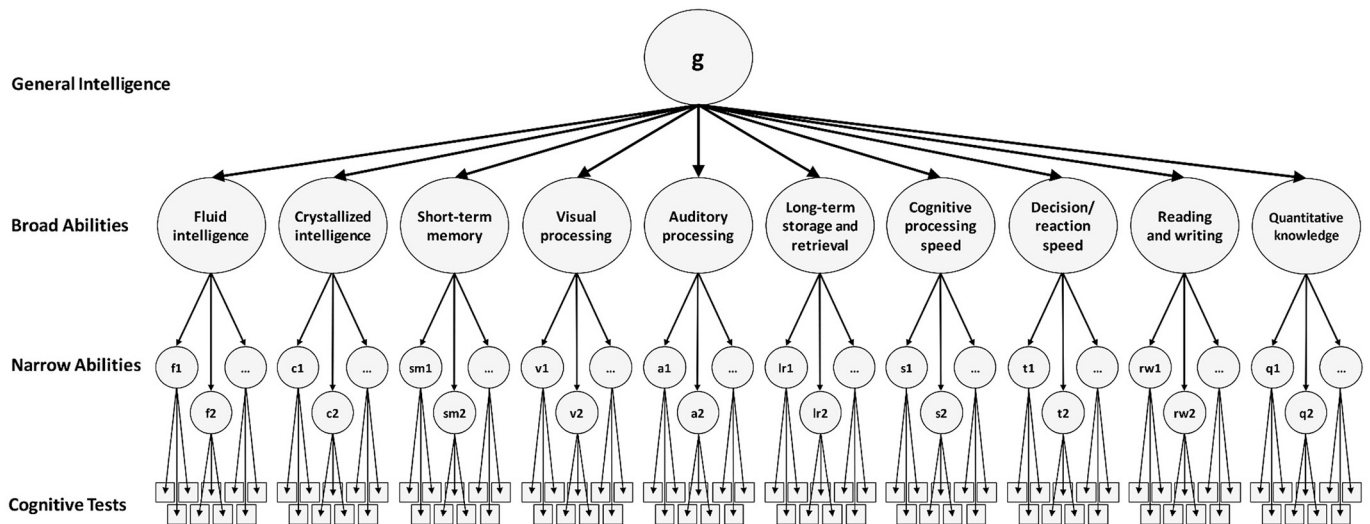 g
General Intelligence
Broad Abilities
Fluid
intelligence
Crystallized
intelligence
Short-term
memory
Visual
processing
Auditory
processing
Long-term
storage and
retrieval
Cognitive
processing
speed
Decision/
reaction
speed
Reading
and writing
Quantitative
knowledge
Narrow Abilities
f1
...
c1
...
sm1
...
v1
...
a1
...
lr1
...
s1
...
t1
...
rw1
...
q1
...
f2
c2
sm2
v2
a2
lr2
s2
t2
rw2
q2
Cognitive Tests